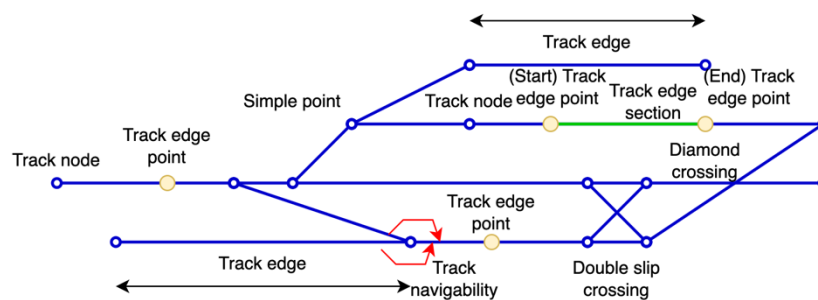 Track edge
(Start) Track
edge point
Track edge
section
(End) Track
edge point
Simple point
Track node
Track edge
point
Track node
Diamond
crossing
Track edge
point
Track edge
Track
navigability
Double slip
crossing